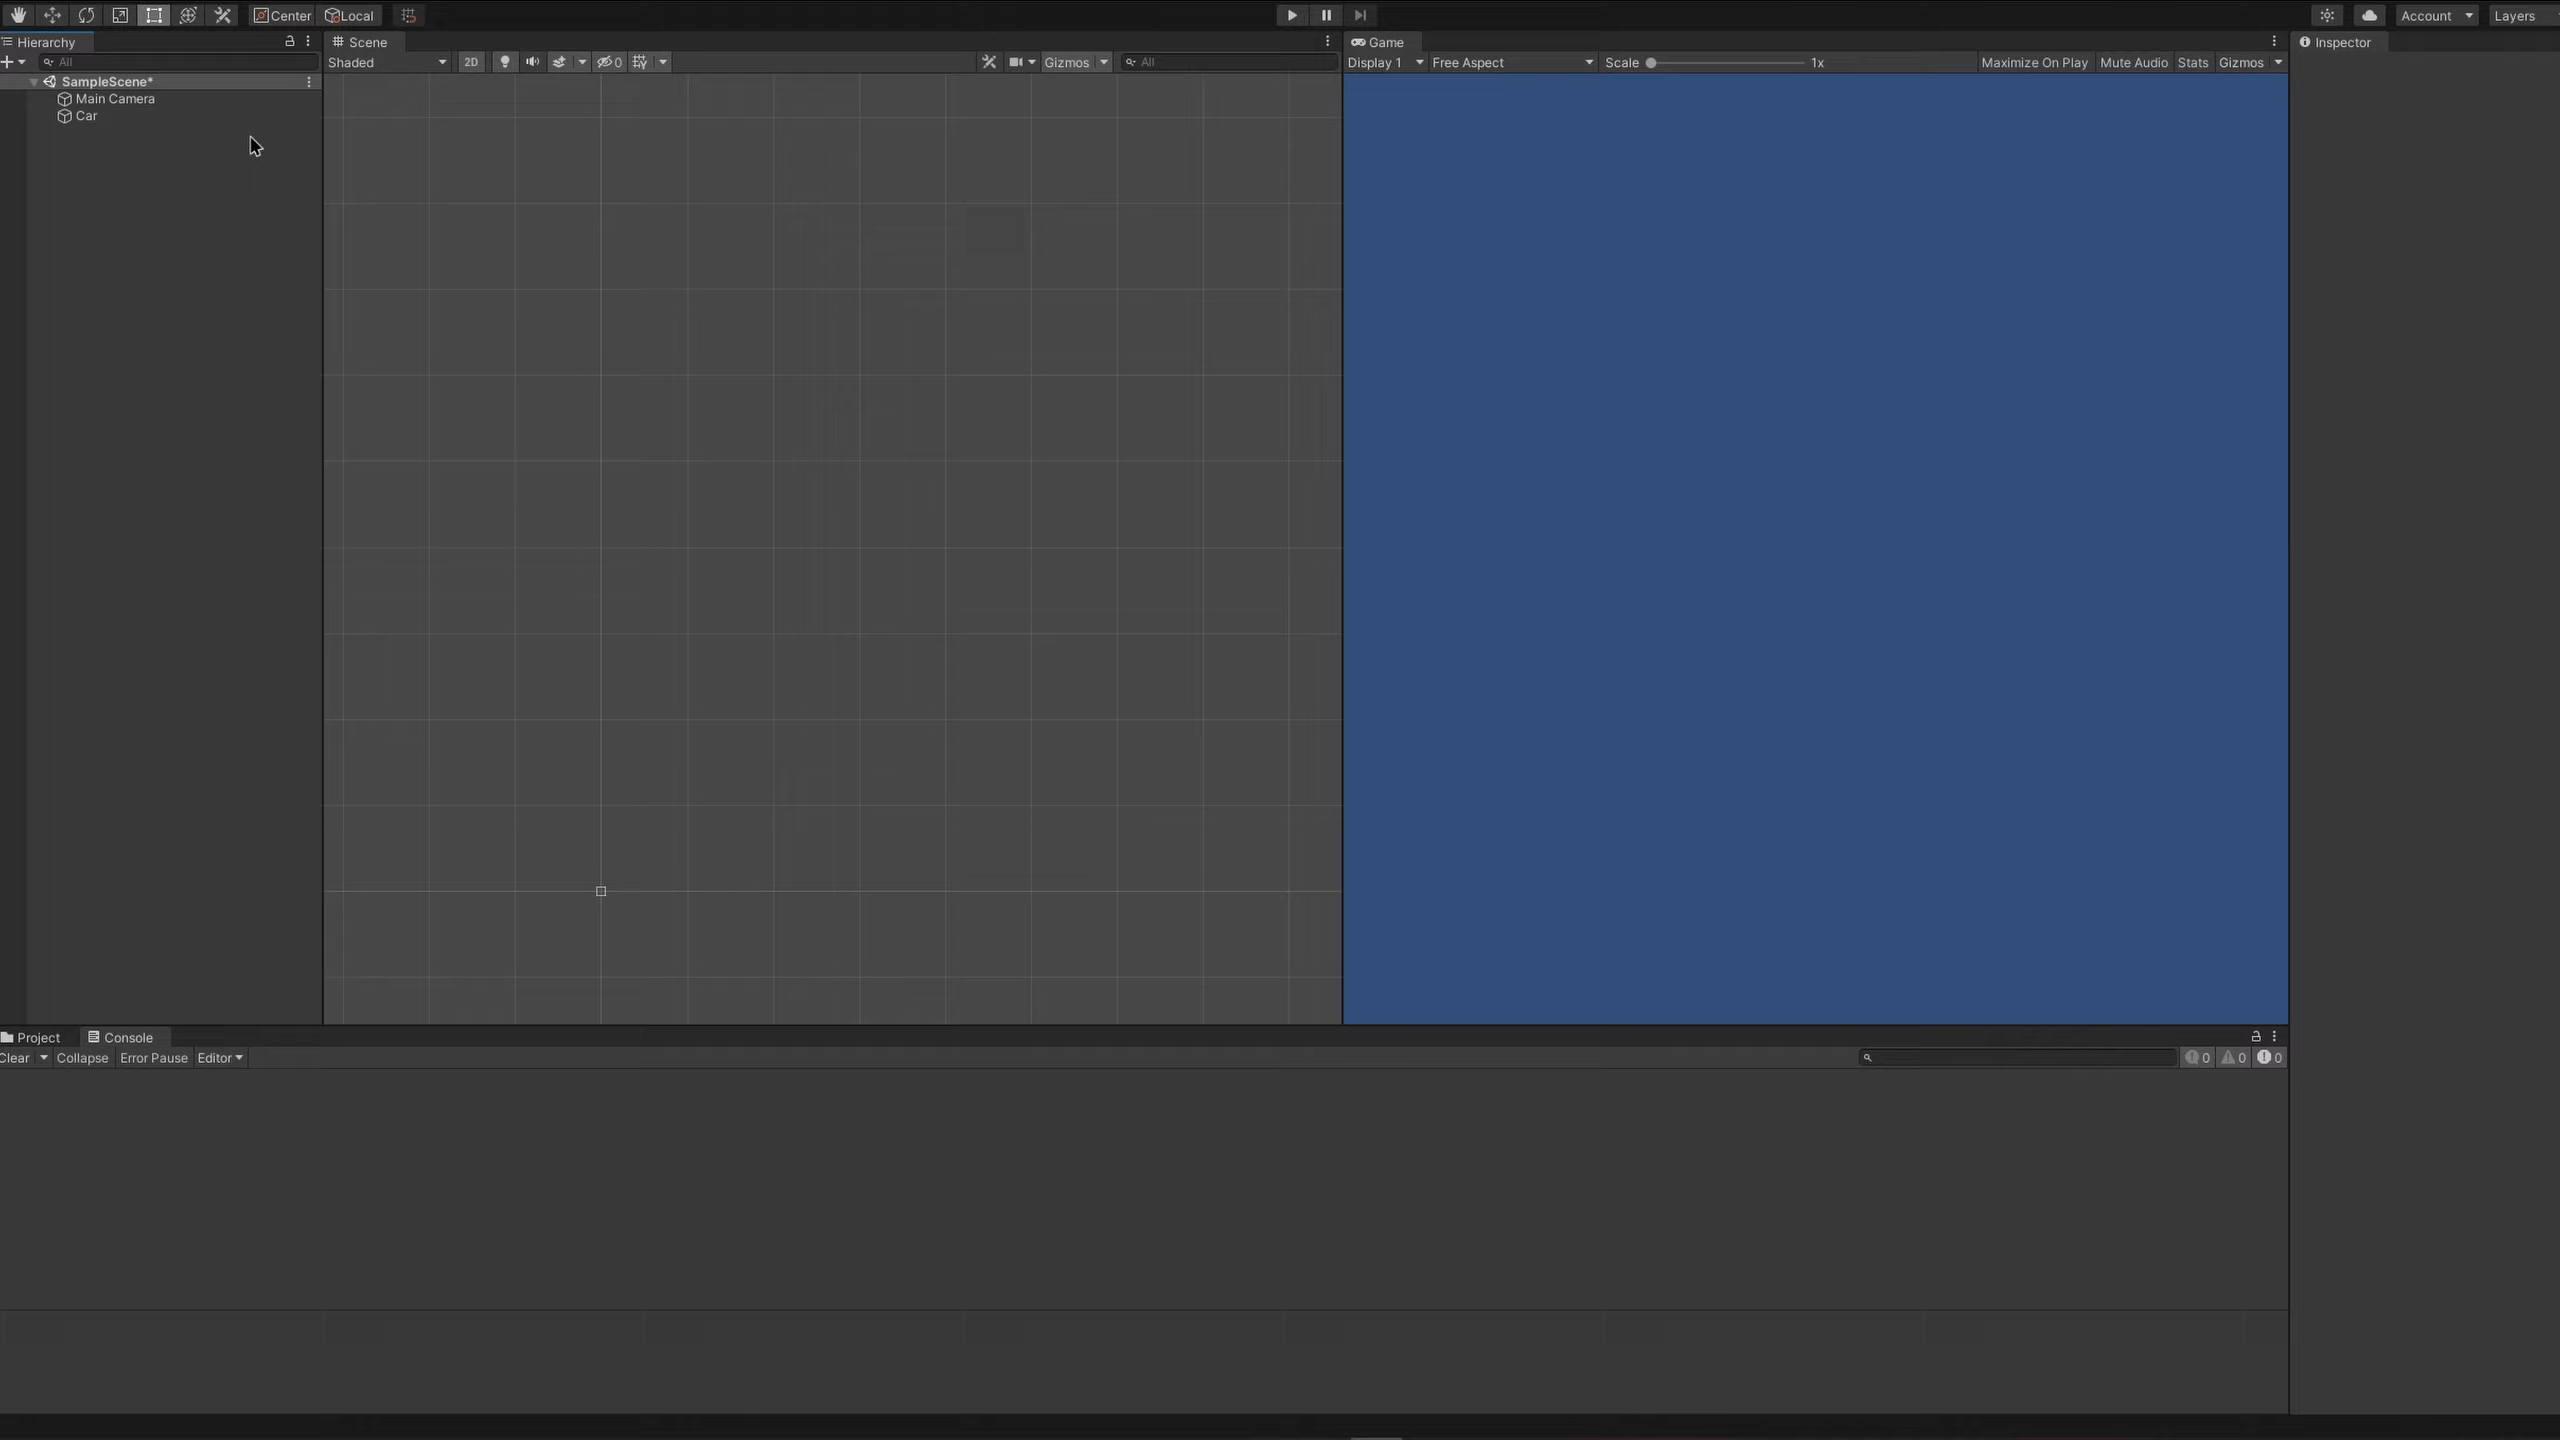 Center Local Account Layers
Hierarchy Scene Game Inspector
All Shaded 2D 0 Gizmos All Display 1 Free Aspect Scale 1x Maximize On Play Mute Audio Stats Gizmos
SampleScene*
Main Camera
Car
Project Console
Clear Collapse Error Pause Editor 0 0 0